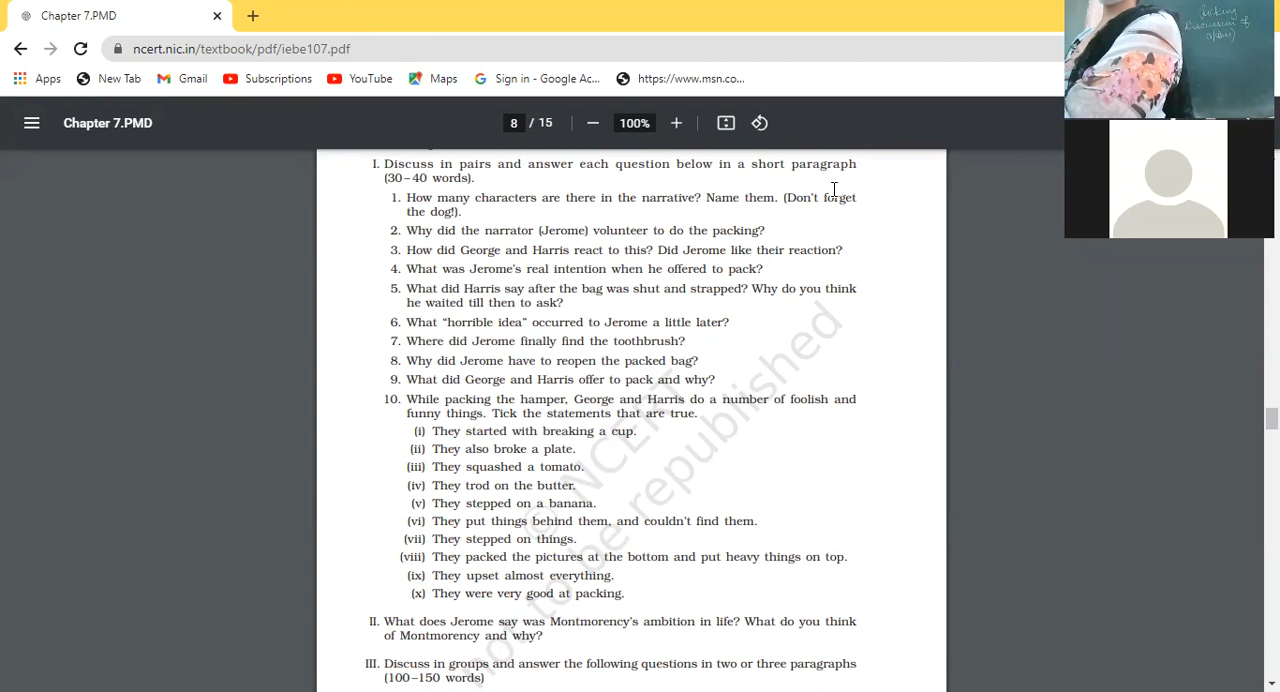 Chapter 7.PMD
ncert.nic.in/textbook/pdf/iebe107.pdf
Apps New Tab Gmail Subscriptions YouTube Maps Sign in - Google Ac... https://www.msn.co...
Chapter 7.PMD 8 / 15 100%
Discussion of
I. Discuss in pairs and answer each question below in a short paragraph
(30–40 words).
1. How many characters are there in the narrative? Name them. (Don't forget
the dog!).
2. Why did the narrator (Jerome) volunteer to do the packing?
3. How did George and Harris react to this? Did Jerome like their reaction?
4. What was Jerome's real intention when he offered to pack?
5. What did Harris say after the bag was shut and strapped? Why do you think
he waited till then to ask?
6. What “horrible idea” occurred to Jerome a little later?
7. Where did Jerome finally find the toothbrush?
8. Why did Jerome have to reopen the packed bag?
9. What did George and Harris offer to pack and why?
10. While packing the hamper, George and Harris do a number of foolish and
funny things. Tick the statements that are true.
(i) They started with breaking a cup.
(ii) They also broke a plate.
(iii) They squashed a tomato.
(iv) They trod on the butter.
(v) They stepped on a banana.
(vi) They put things behind them, and couldn't find them.
(vii) They stepped on things.
(viii) They packed the pictures at the bottom and put heavy things on top.
(ix) They upset almost everything.
(x) They were very good at packing.
II. What does Jerome say was Montmorency's ambition in life? What do you think
of Montmorency and why?
III. Discuss in groups and answer the following questions in two or three paragraphs
(100–150 words)
© NCERT
not to be republished